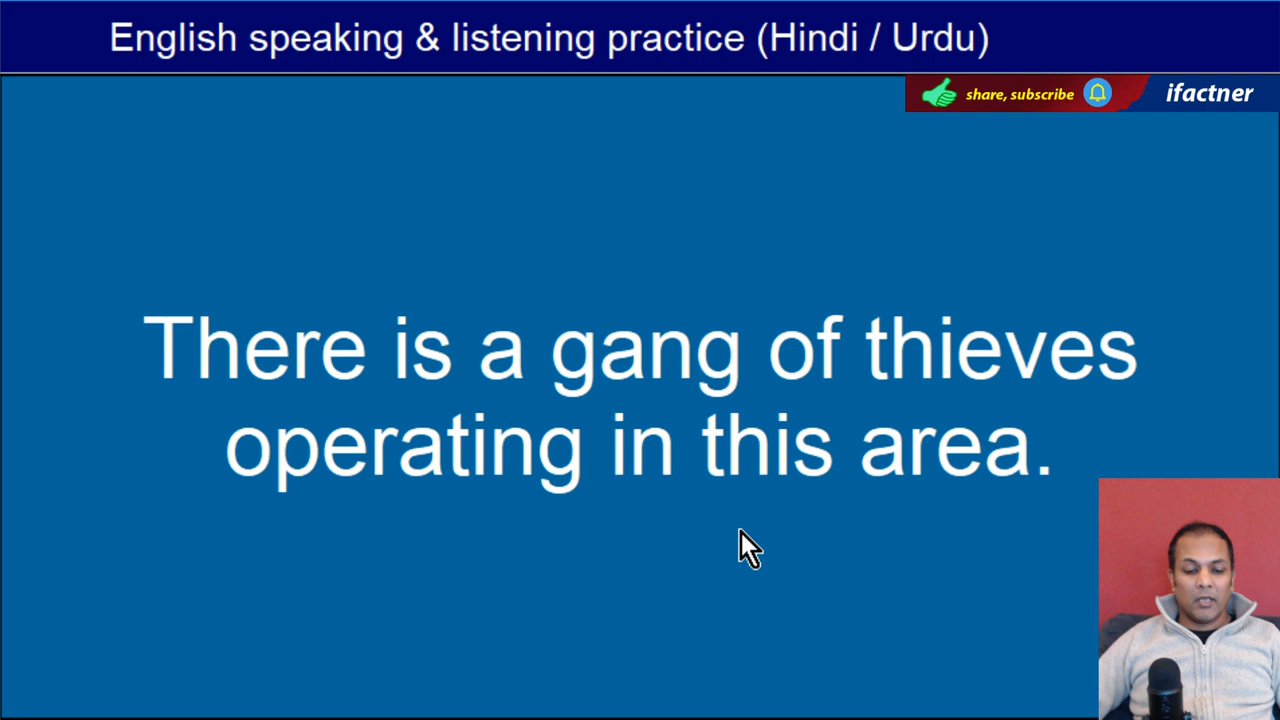 English speaking & listening practice (Hindi / Urdu)
share, subscribe
ifactner
There is a gang of thieves
operating in this area.